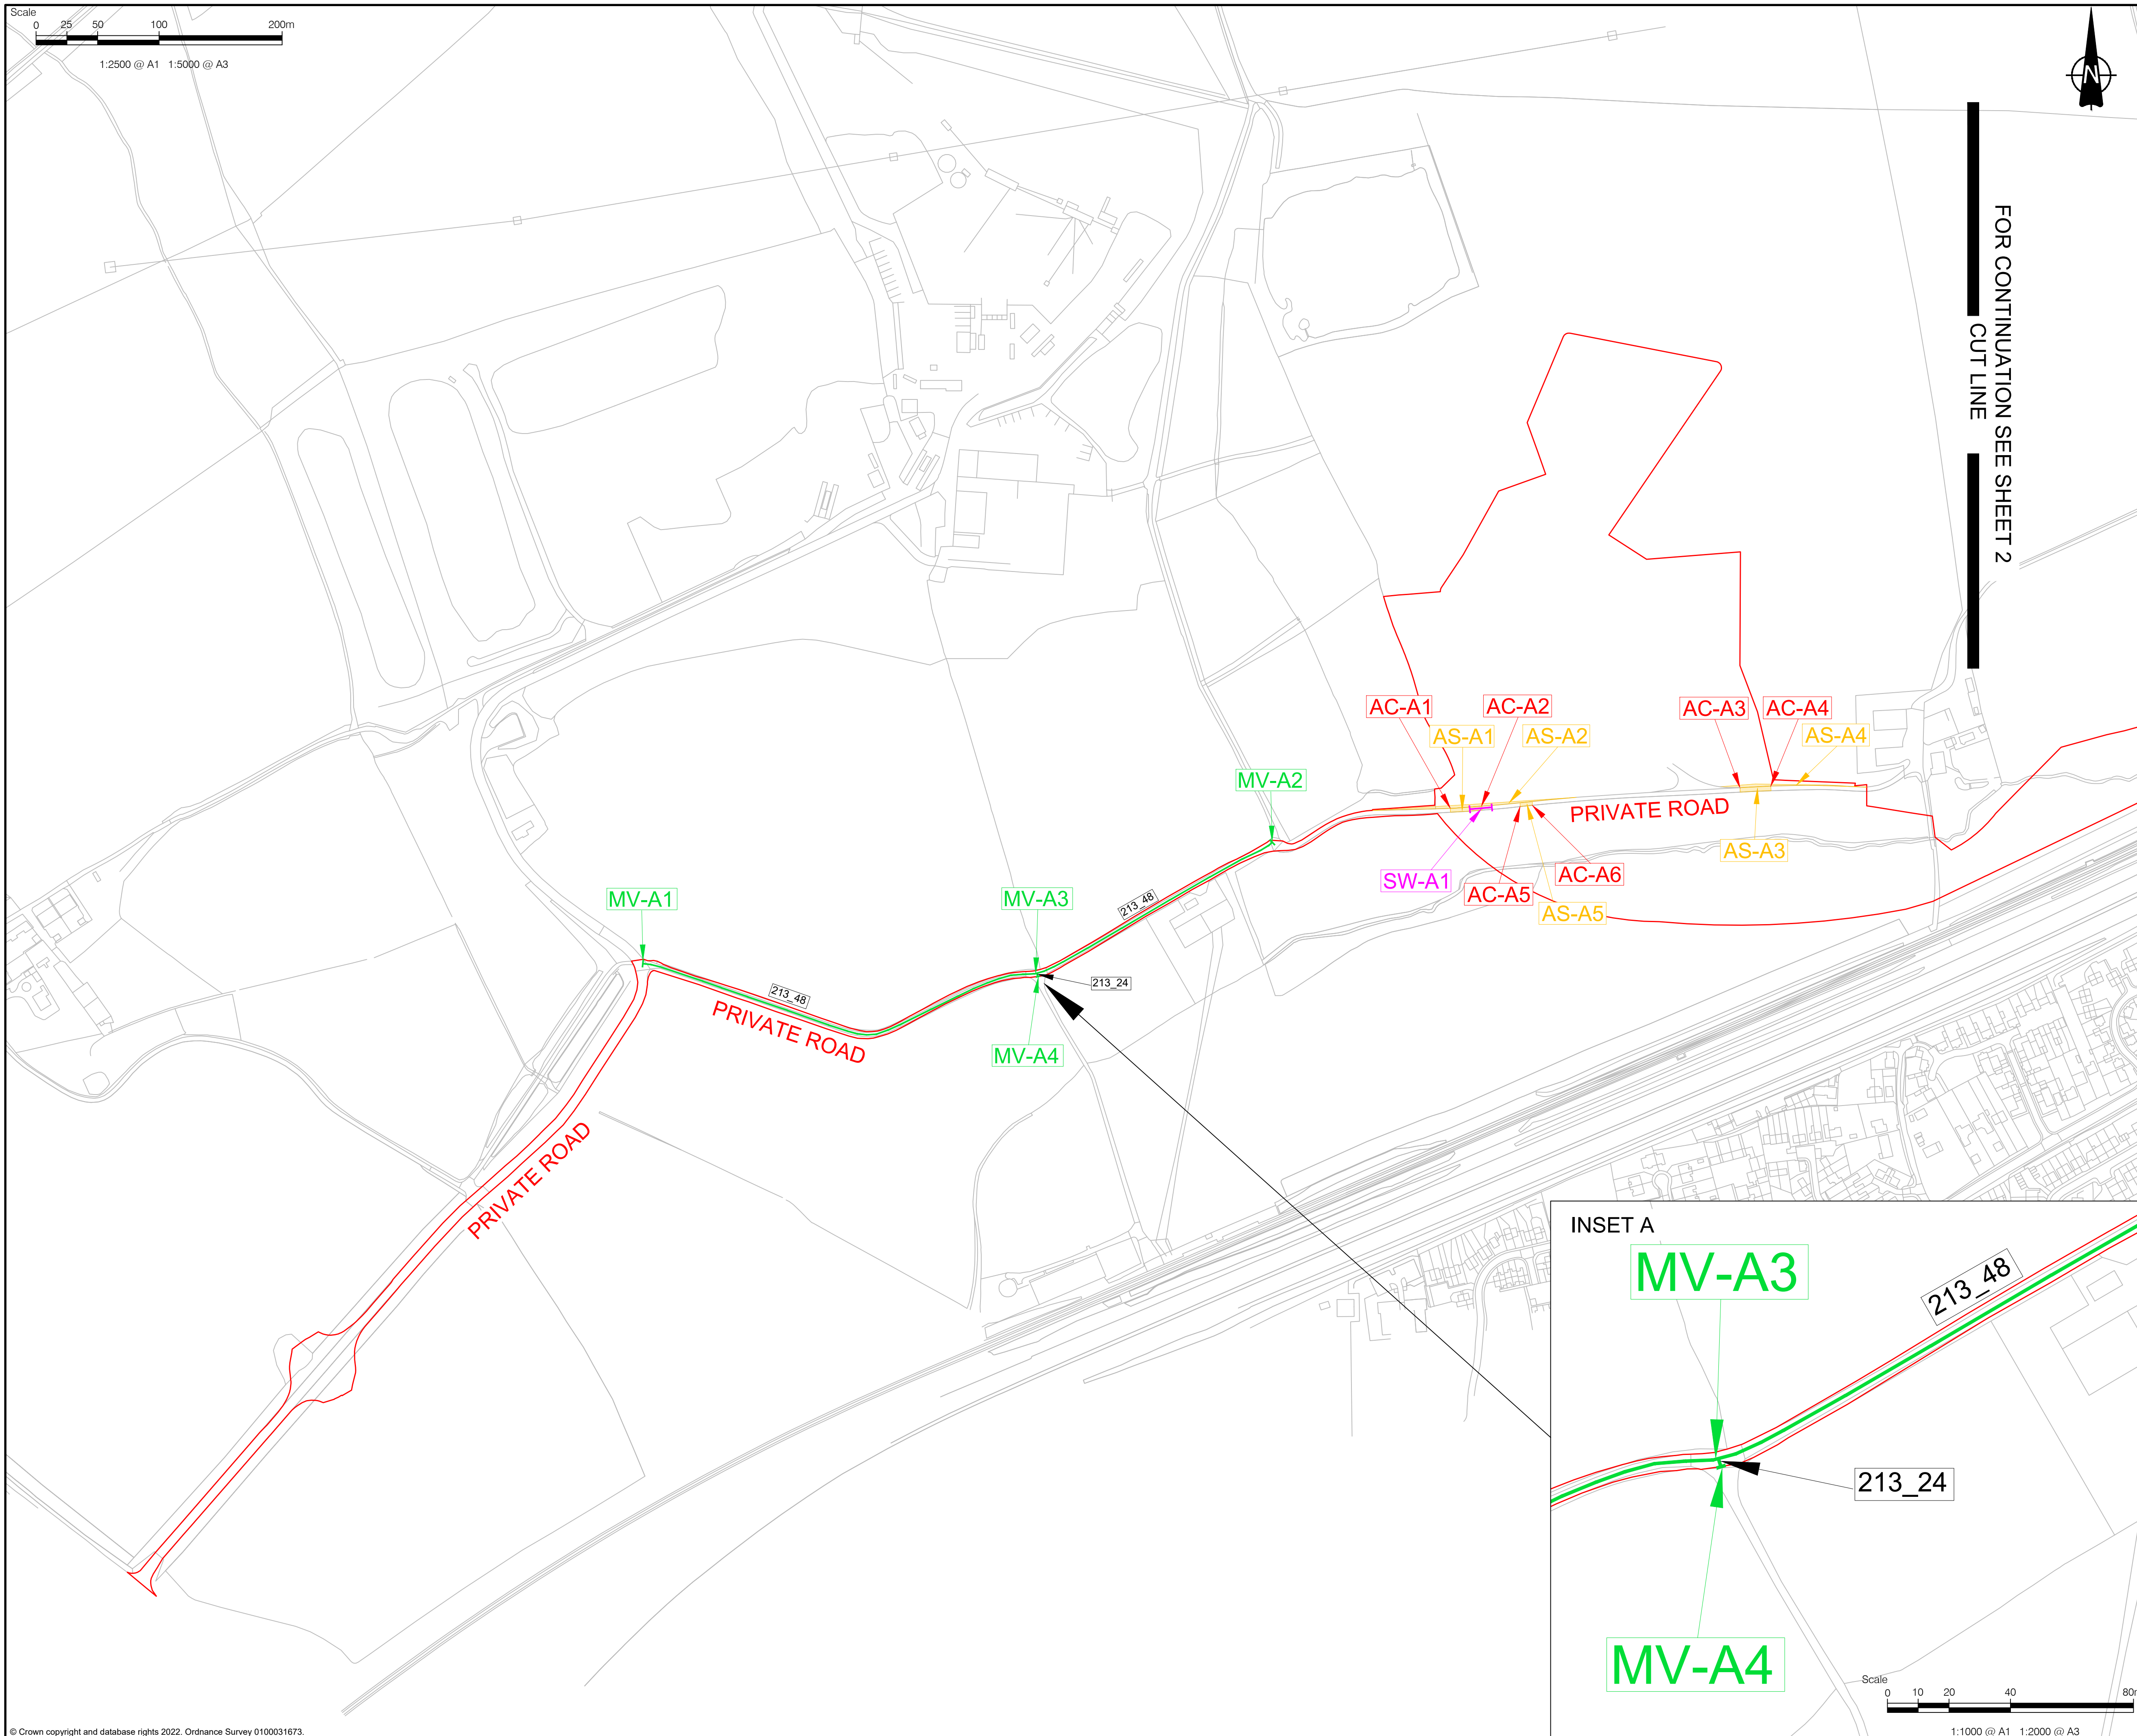 Scale
0 25 50 100 200m
1:2500 @ A1 1:5000 @ A3
N
FOR CONTINUATION SEE SHEET 2
CUT LINE
AC-A1
AC-A2
AC-A3
AC-A4
AS-A1
AS-A2
AS-A4
MV-A2
PRIVATE ROAD
AS-A3
SW-A1
AC-A5
AC-A6
AS-A5
MV-A1
MV-A3
213_48
213_24
213_48
PRIVATE ROAD
MV-A4
PRIVATE ROAD
INSET A
MV-A3
213_48
213_24
MV-A4
Scale
0 10 20 40 80m
1:1000 @ A1 1:2000 @ A3
© Crown copyright and database rights 2022. Ordnance Survey 0100031673.